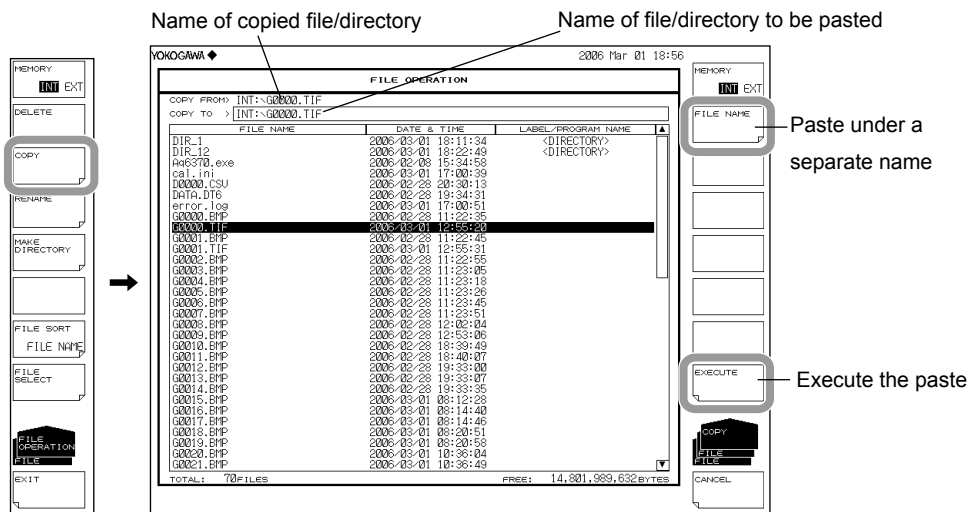 Name of copied file/directory
Name of file/directory to be pasted
MEMORY
INT EXT
DELETE
COPY
RENAME
MAKE
DIRECTORY
FILE SORT
FILE NAME
FILE
SELECT
FILE
OPERATION
FILE
EXIT
YOKOGAWA 2006 Mar 01 18:56
FILE OPERATION
COPY FROM> INT:\G0000.TIF
COPY TO > INT:\G0000.TIF
FILE NAME DATE & TIME LABEL/PROGRAM NAME
DIR_1 2006/03/01 18:11:34 <DIRECTORY>
DIR_12 2006/03/01 18:22:49 <DIRECTORY>
Aq6370.exe 2006/02/08 15:34:58
cal.ini 2006/03/01 17:00:39
D0000.CSV 2006/02/28 20:30:13
DATA.DT6 2006/02/28 19:34:31
error.log 2006/03/01 17:00:51
G0000.BMP 2006/02/28 11:22:35
G0000.TIF 2006/03/01 12:55:20
G0001.BMP 2006/02/28 11:22:45
G0001.TIF 2006/03/01 12:55:31
G0002.BMP 2006/02/28 11:22:55
G0003.BMP 2006/02/28 11:23:05
G0004.BMP 2006/02/28 11:23:18
G0005.BMP 2006/02/28 11:23:26
G0006.BMP 2006/02/28 11:23:45
G0007.BMP 2006/02/28 11:23:51
G0008.BMP 2006/02/28 12:02:04
G0009.BMP 2006/02/28 12:53:06
G0010.BMP 2006/02/28 18:39:49
G0011.BMP 2006/02/28 18:40:07
G0012.BMP 2006/02/28 19:33:00
G0013.BMP 2006/02/28 19:33:07
G0014.BMP 2006/02/28 19:33:35
G0015.BMP 2006/03/01 08:12:28
G0016.BMP 2006/03/01 08:14:40
G0017.BMP 2006/03/01 08:14:46
G0018.BMP 2006/03/01 08:20:51
G0019.BMP 2006/03/01 08:20:58
G0020.BMP 2006/03/01 10:36:04
G0021.BMP 2006/03/01 10:36:49
TOTAL: 70FILES FREE: 14,801,989,632BYTES
MEMORY
INT EXT
FILE NAME
EXECUTE
COPY
FILE
FILE
CANCEL
Paste under a
separate name
Execute the paste